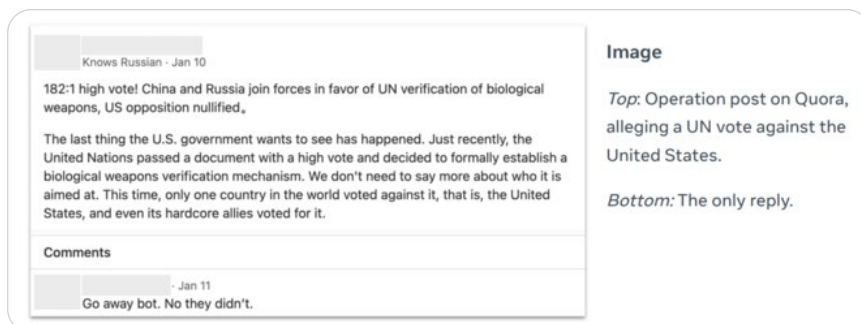 Knows Russian · Jan 10
182:1 high vote! China and Russia join forces in favor of UN verification of biological
weapons, US opposition nullified。
The last thing the U.S. government wants to see has happened. Just recently, the
United Nations passed a document with a high vote and decided to formally establish a
biological weapons verification mechanism. We don't need to say more about who it is
aimed at. This time, only one country in the world voted against it, that is, the United
States, and even its hardcore allies voted for it.
Comments
· Jan 11
Go away bot. No they didn't.
Image
Top: Operation post on Quora,
alleging a UN vote against the
United States.
Bottom: The only reply.